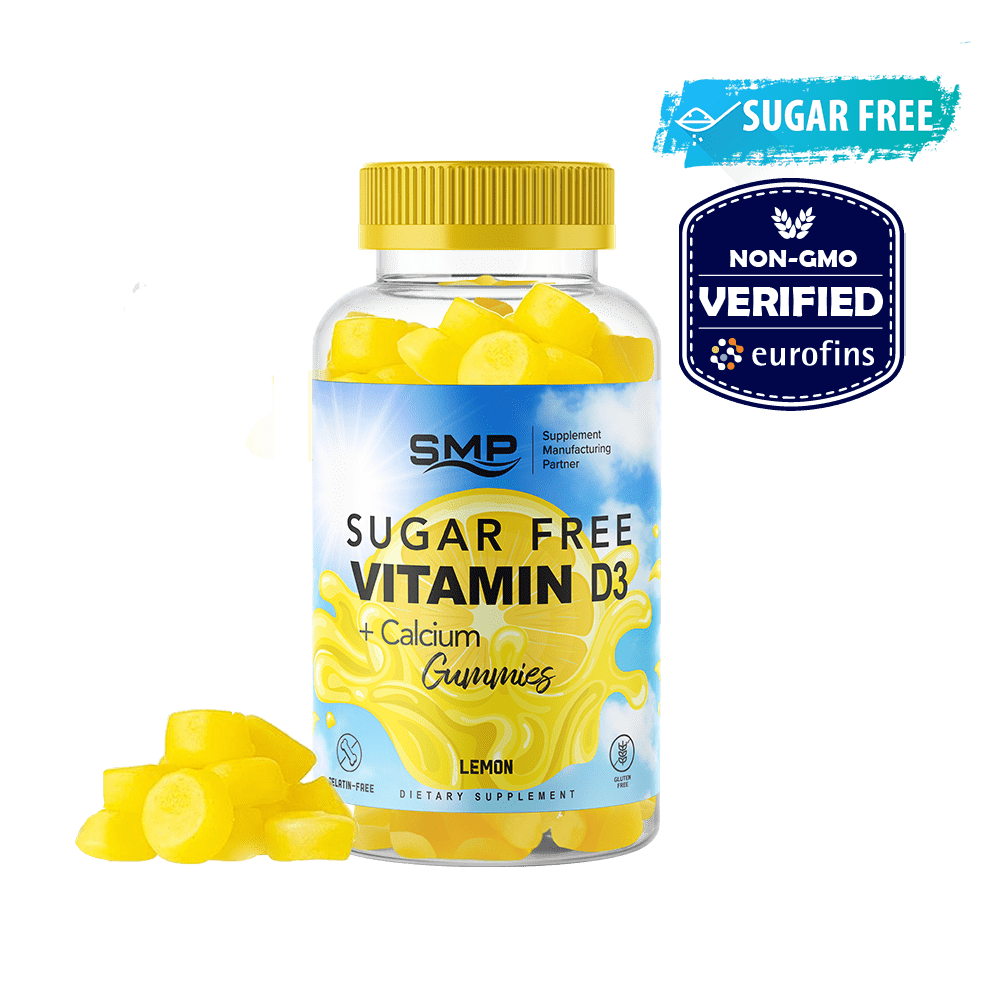 SUGAR FREE
NON-GMO
VERIFIED
eurofins
SMP
Supplement
Manufacturing
Partner
SUGAR FREE
VITAMIN D3
+ Calcium
Gummies
LEMON
ELATIN-FREE
GLUTEN
FREE
DIETARY SUPPLEMENT